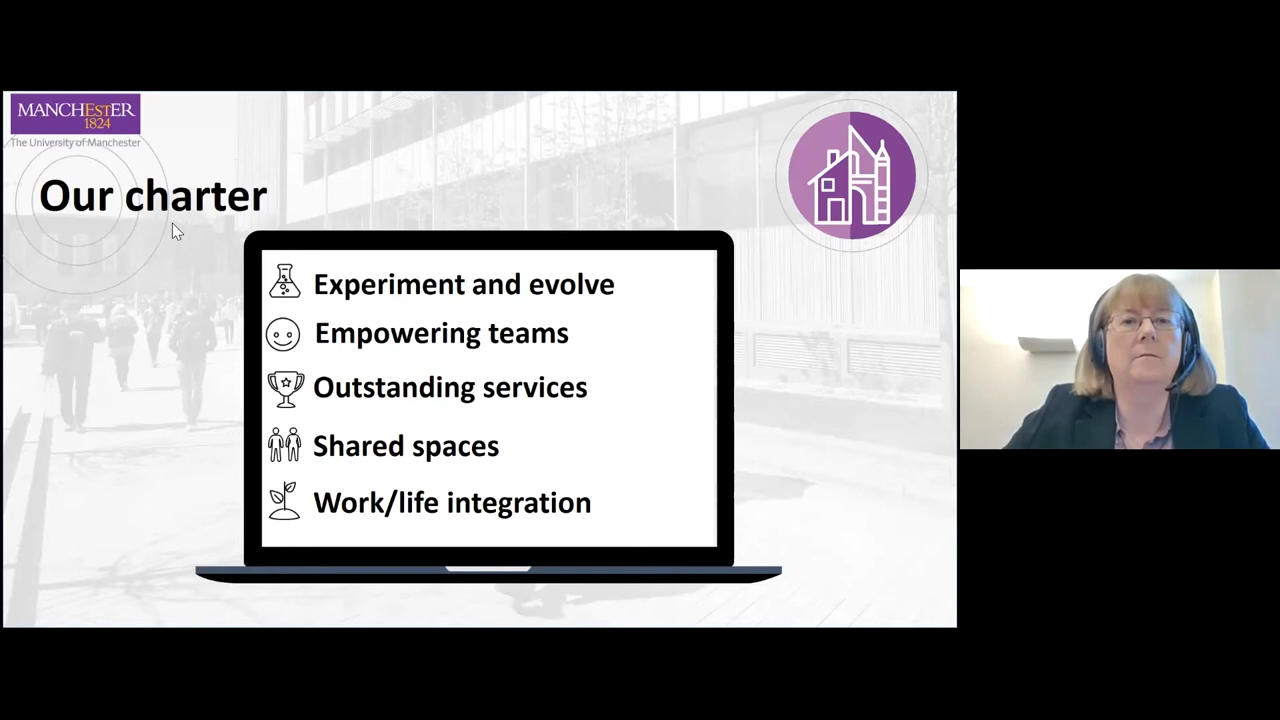 MANCHESTER
1824
The University of Manchester
Our charter
Experiment and evolve
Empowering teams
Outstanding services
Shared spaces
Work/life integration